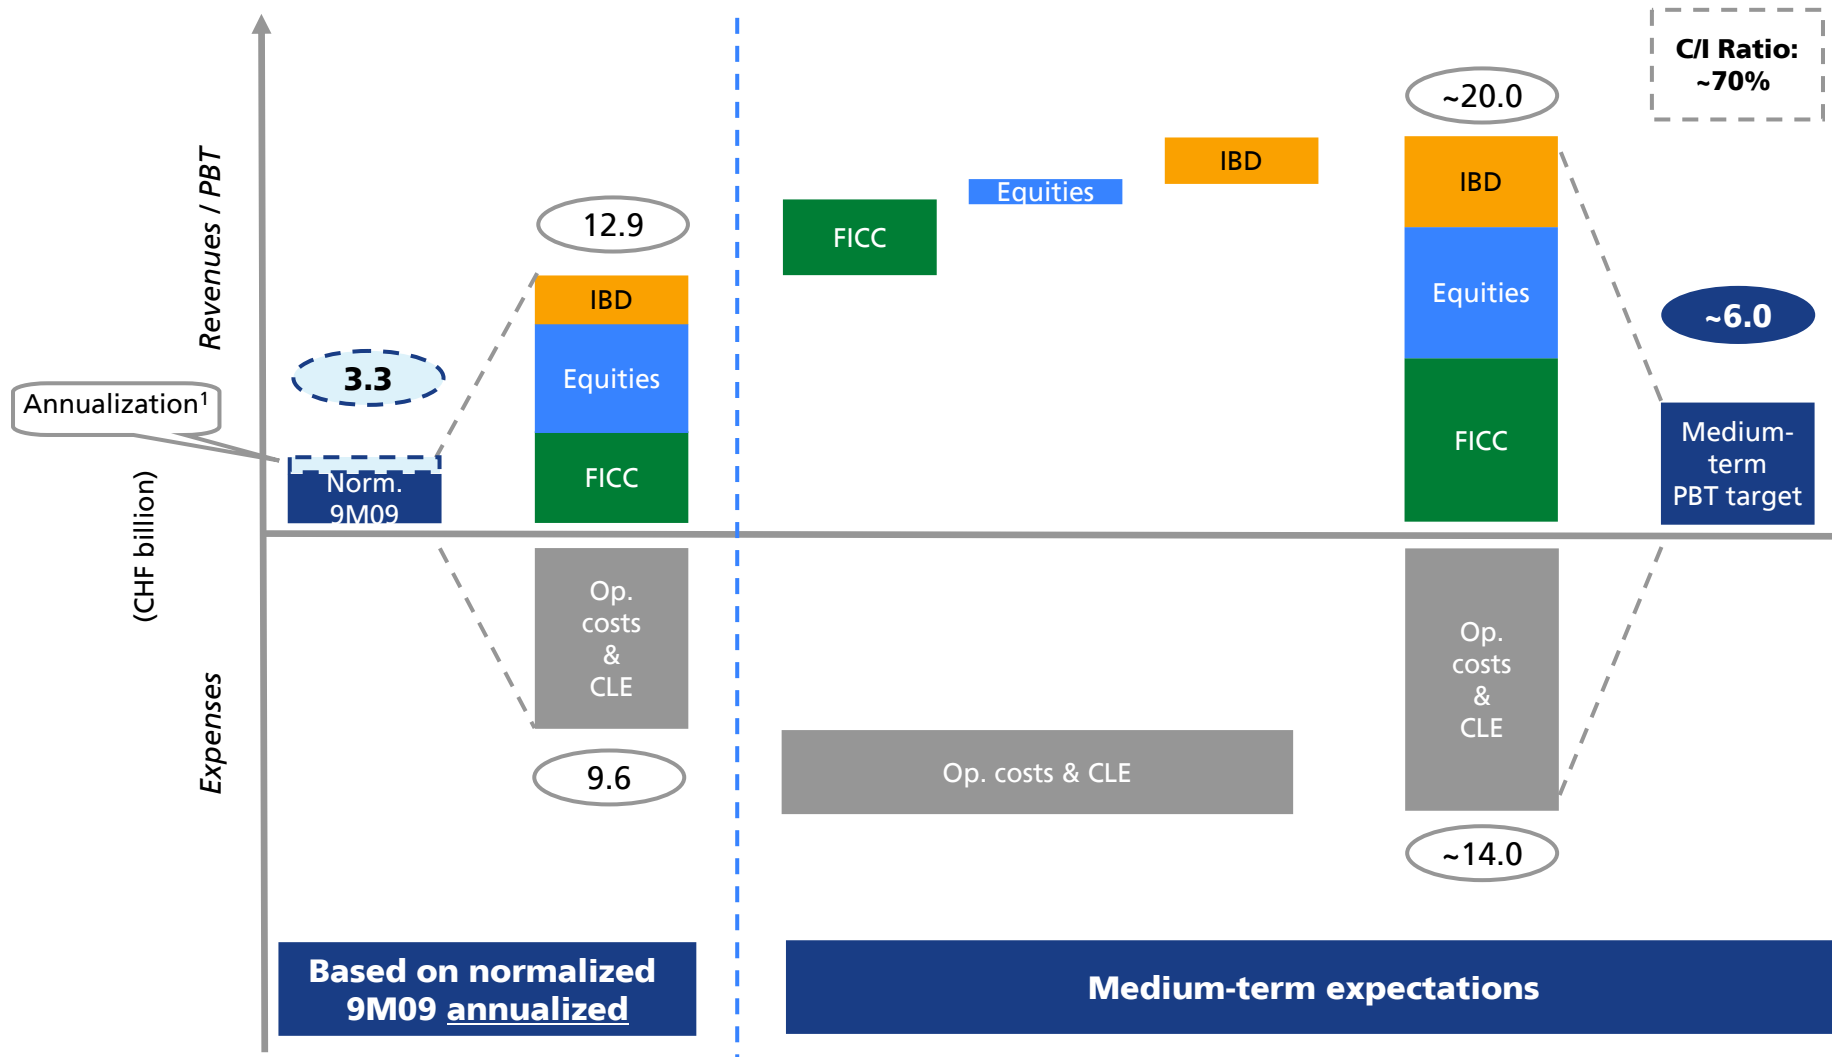 C/I Ratio:
~70%
~20.0
IBD
Equities
FICC
Revenues / PBT
12.9
IBD
Equities
FICC
IBD
Equities
FICC
~6.0
3.3
Annualization¹
Norm.
9M09
Medium-
term
PBT target
(CHF billion)
Expenses
Op.
costs
&
CLE
9.6
Op. costs & CLE
Op.
costs
&
CLE
~14.0
Based on normalized
9M09 annualized
Medium-term expectations